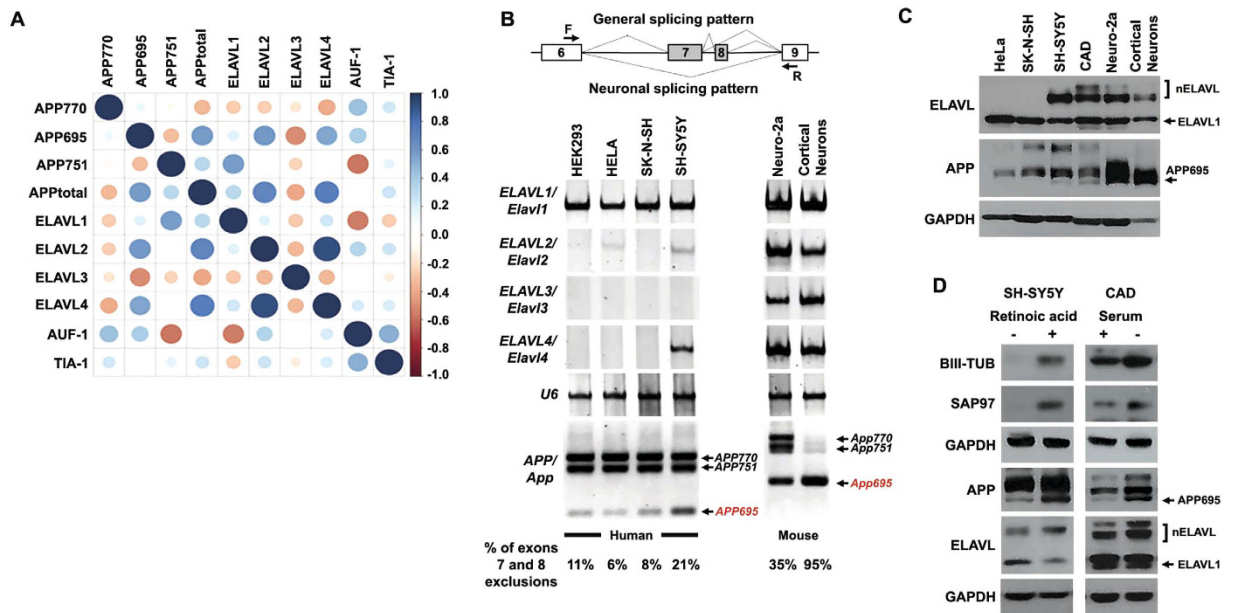 A
APP770
APP695
APP751
APPtotal
ELAVL1
ELAVL2
ELAVL3
ELAVL4
AUF-1
TIA-1
APP770
APP695
APP751
APPtotal
ELAVL1
ELAVL2
ELAVL3
ELAVL4
AUF-1
TIA-1
1.0
0.8
0.6
0.4
0.2
0.0
-0.2
-0.4
-0.6
-0.8
-1.0
B
General splicing pattern
F
6
7
8
9
R
Neuronal splicing pattern
HEK293
HELA
SK-N-SH
SH-SY5Y
Neuro-2a
Cortical
Neurons
ELAVL1/
Elavl1
ELAVL2/
Elavl2
ELAVL3/
Elavl3
ELAVL4/
Elavl4
U6
APP/
App
APP770
APP751
APP695
App770
App751
App695
Human
Mouse
% of exons
7 and 8
exclusions
11% 6% 8% 21% 35% 95%
C
HeLa
SK-N-SH
SH-SY5Y
CAD
Neuro-2a
Cortical
Neurons
ELAVL
nELAVL
ELAVL1
APP
APP695
GAPDH
D
SH-SY5Y
Retinoic acid
- +
CAD
Serum
+ -
BIII-TUB
SAP97
GAPDH
APP
APP695
ELAVL
nELAVL
ELAVL1
GAPDH